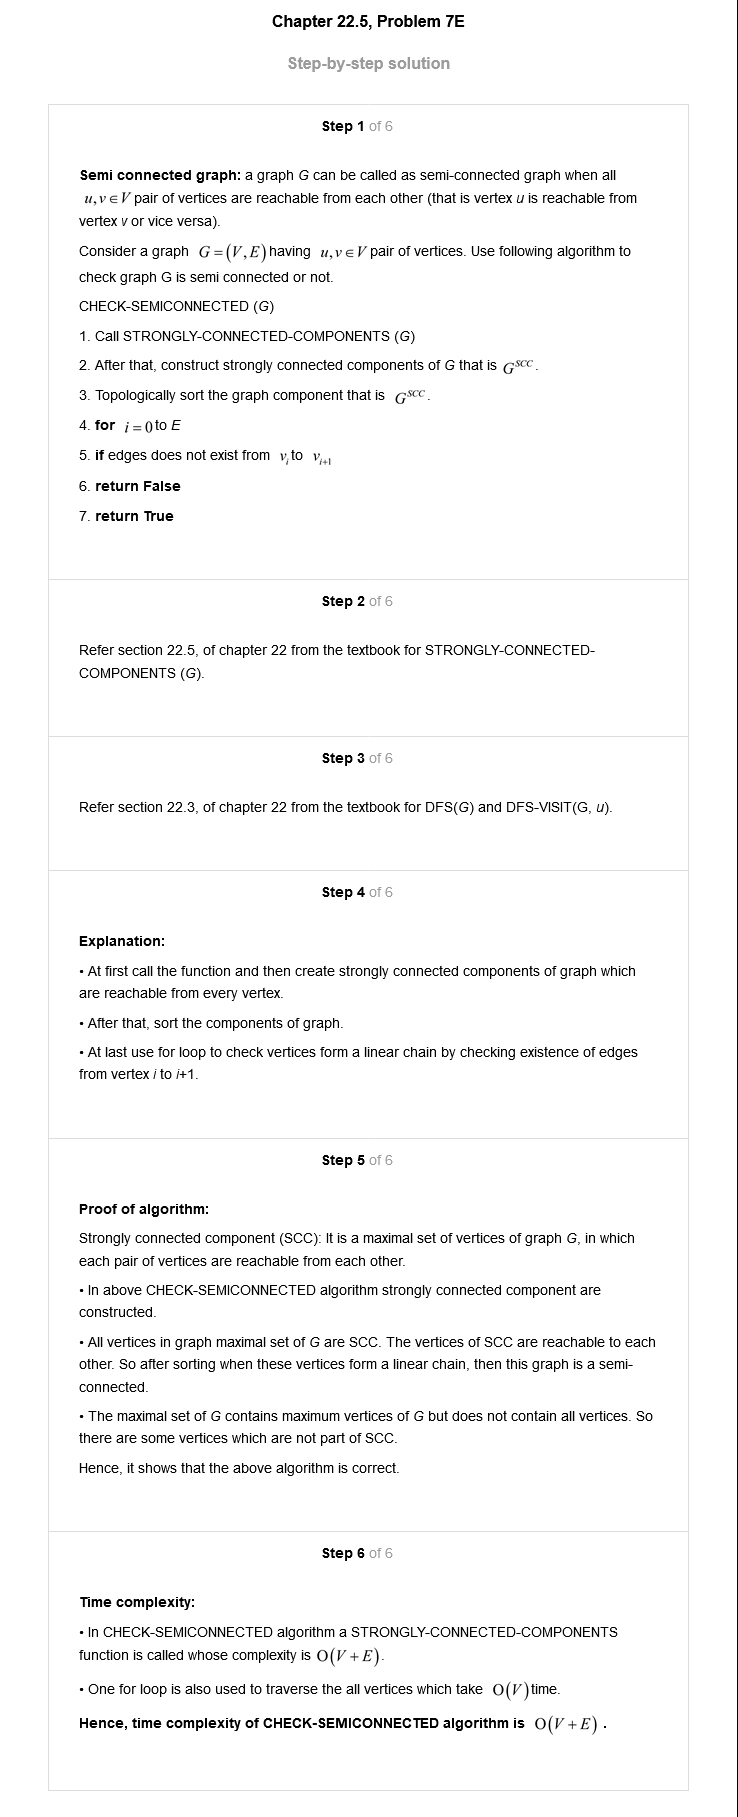 Chapter 22.5, Problem 7E
Step-by-step solution
Step 1 of 6
Semi connected graph: a graph G can be called as semi-connected graph when all
u, v ∈ V pair of vertices are reachable from each other (that is vertex u is reachable from
vertex v or vice versa).
Consider a graph G = (V, E) having u, v ∈ V pair of vertices. Use following algorithm to
check graph G is semi connected or not.
CHECK-SEMICONNECTED (G)
1. Call STRONGLY-CONNECTED-COMPONENTS (G)
2. After that, construct strongly connected components of G that is G^SCC.
3. Topologically sort the graph component that is G^SCC.
4. for i = 0 to E
5. if edges does not exist from v_i to v_{i+1}
6. return False
7. return True
Step 2 of 6
Refer section 22.5, of chapter 22 from the textbook for STRONGLY-CONNECTED-
COMPONENTS (G).
Step 3 of 6
Refer section 22.3, of chapter 22 from the textbook for DFS(G) and DFS-VISIT(G, u).
Step 4 of 6
Explanation:
• At first call the function and then create strongly connected components of graph which
are reachable from every vertex.
• After that, sort the components of graph.
• At last use for loop to check vertices form a linear chain by checking existence of edges
from vertex i to i+1.
Step 5 of 6
Proof of algorithm:
Strongly connected component (SCC): It is a maximal set of vertices of graph G, in which
each pair of vertices are reachable from each other.
• In above CHECK-SEMICONNECTED algorithm strongly connected component are
constructed.
• All vertices in graph maximal set of G are SCC. The vertices of SCC are reachable to each
other. So after sorting when these vertices form a linear chain, then this graph is a semi-
connected.
• The maximal set of G contains maximum vertices of G but does not contain all vertices. So
there are some vertices which are not part of SCC.
Hence, it shows that the above algorithm is correct.
Step 6 of 6
Time complexity:
• In CHECK-SEMICONNECTED algorithm a STRONGLY-CONNECTED-COMPONENTS
function is called whose complexity is O(V + E).
• One for loop is also used to traverse the all vertices which take O(V) time.
Hence, time complexity of CHECK-SEMICONNECTED algorithm is O(V + E) .